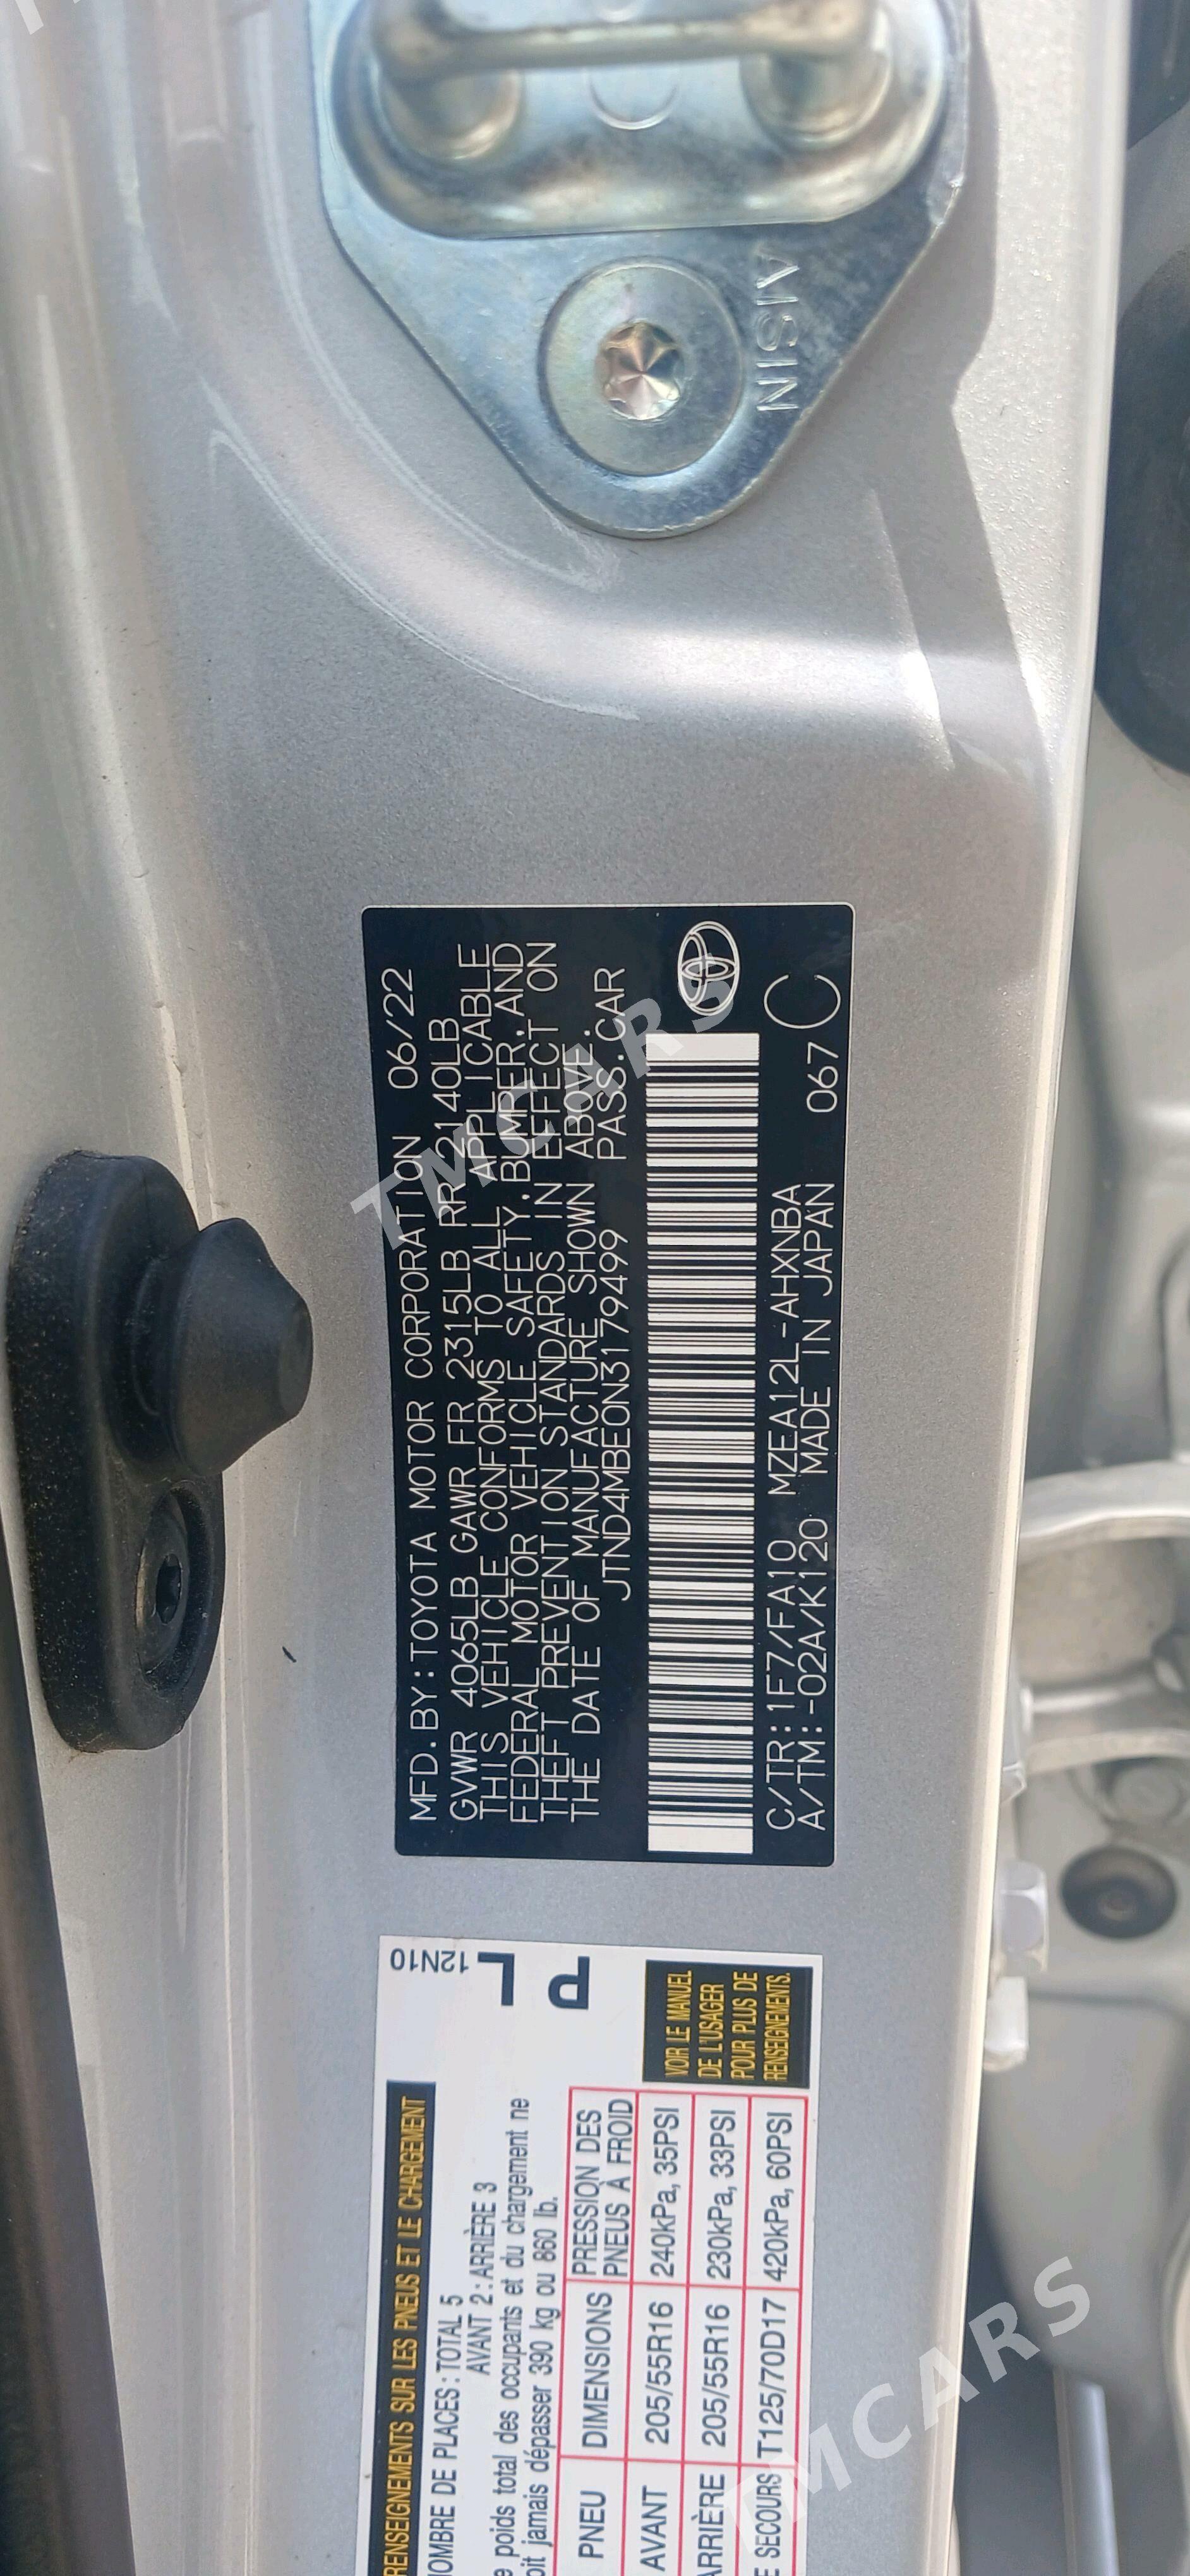 AISIN
MFD.BY:TOYOTA MOTOR CORPORATION 06/22
GVWR 4065LB GAWR FR 2315LB RR 2140LB
THIS VEHICLE CONFORMS TO ALL APPLICABLE
FEDERAL MOTOR VEHICLE SAFETY,BUMPER,AND
THEFT PREVENTION STANDARDS IN EFFECT ON
THE DATE OF MANUFACTURE SHOWN ABOVE.
JTND4MBE0N3179499 PASS.CAR
C/TR:1F7/FA10 MZEA12L-AHXNBA
A/TM:-02A/K120 MADE IN JAPAN 067 C
12N10
PL
RENSEIGNEMENTS SUR LES PNEUS ET LE CHARGEMENT
NOMBRE DE PLACES : TOTAL 5
AVANT 2 : ARRIÈRE 3
e poids total des occupants et du chargement ne
oit jamais dépasser 390 kg ou 860 lb.
PNEU DIMENSIONS PRESSION DES PNEUS À FROID
AVANT 205/55R16 240kPa, 35PSI
ARRIÈRE 205/55R16 230kPa, 33PSI
E SECOURS T125/70D17 420kPa, 60PSI
VOIR LE MANUEL
DE L'USAGER
POUR PLUS DE
RENSEIGNEMENTS.
TMCARS
TMCARS